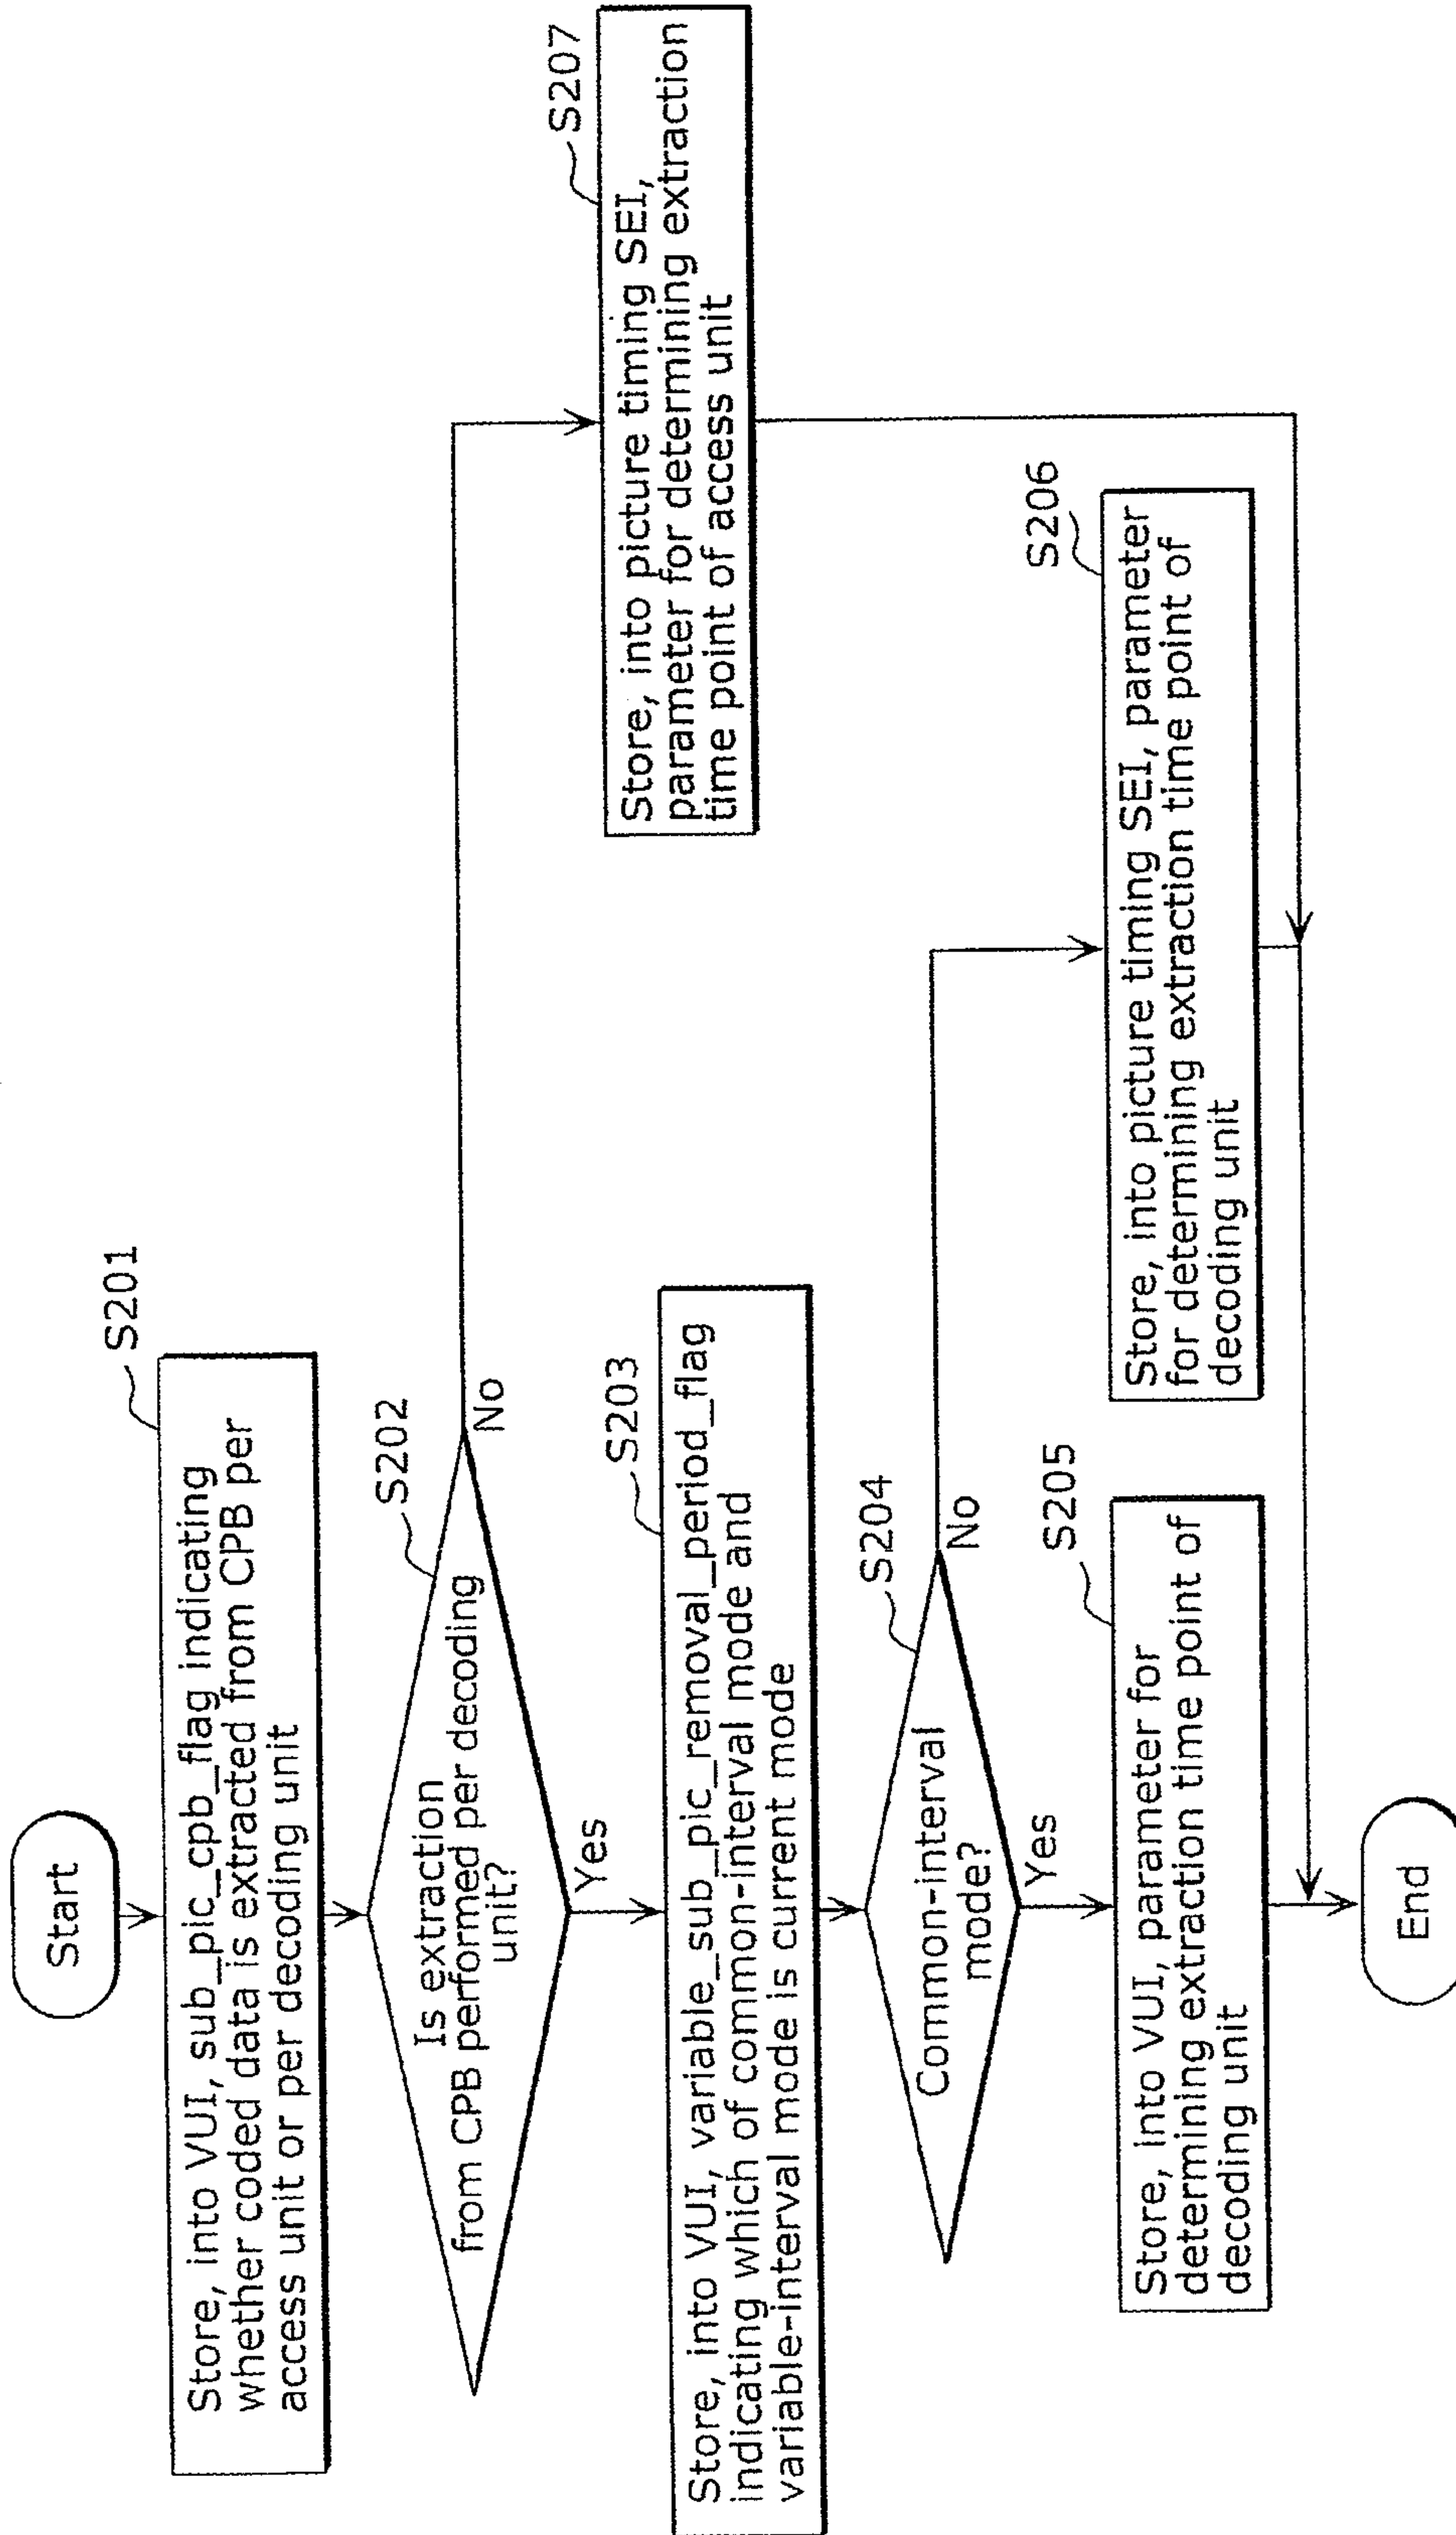 Start
S201
Store, into VUI, sub_pic_cpb_flag indicating
whether coded data is extracted from CPB per
access unit or per decoding unit
S202
Is extraction
from CPB performed per decoding
unit?
No
Yes
S207
Store, into picture timing SEI,
parameter for determining extraction
time point of access unit
S203
Store, into VUI, variable_sub_pic_removal_period_flag
indicating which of common-interval mode and
variable-interval mode is current mode
S204
Common-interval
mode?
No
Yes
S205
Store, into VUI, parameter for
determining extraction time point of
decoding unit
S206
Store, into picture timing SEI, parameter
for determining extraction time point of
decoding unit
End